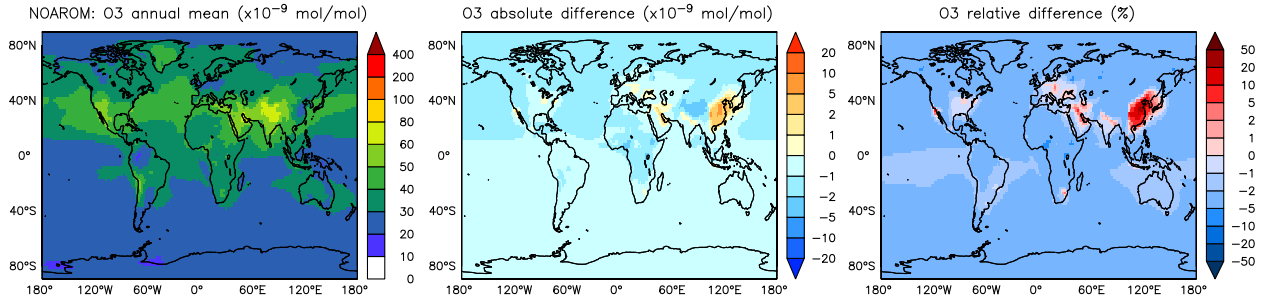 NOAROM: O3 annual mean (x10⁻⁹ mol/mol)
80°N
40°N
0°
40°S
80°S
180° 120°W 60°W 0° 60°E 120°E 180°
400
200
100
80
60
50
40
30
20
10
0
O3 absolute difference (x10⁻⁹ mol/mol)
80°N
40°N
0°
40°S
80°S
180° 120°W 60°W 0° 60°E 120°E 180°
20
10
5
2
1
0
−1
−2
−5
−10
−20
O3 relative difference (%)
80°N
40°N
0°
40°S
80°S
180° 120°W 60°W 0° 60°E 120°E 180°
50
20
10
5
2
1
0
−1
−2
−5
−10
−20
−50